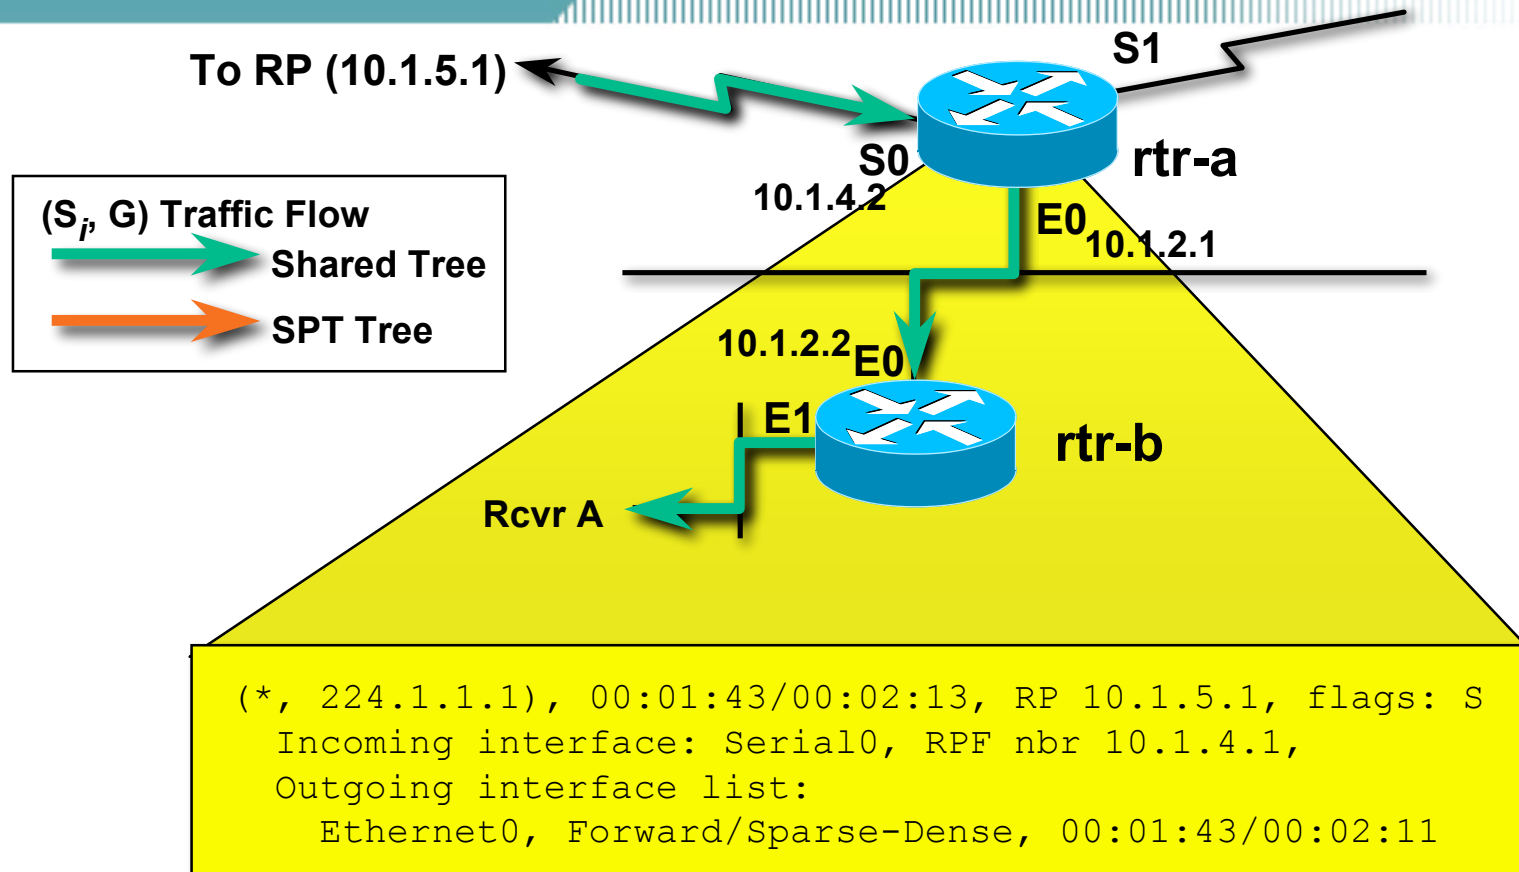 S1
To RP (10.1.5.1)
rtr-a
S0
10.1.4.2
E0
10.1.2.1
(Si, G) Traffic Flow
Shared Tree
SPT Tree
10.1.2.2
E0
E1
rtr-b
Rcvr A
(*, 224.1.1.1), 00:01:43/00:02:13, RP 10.1.5.1, flags: S
Incoming interface: Serial0, RPF nbr 10.1.4.1,
Outgoing interface list:
Ethernet0, Forward/Sparse-Dense, 00:01:43/00:02:11